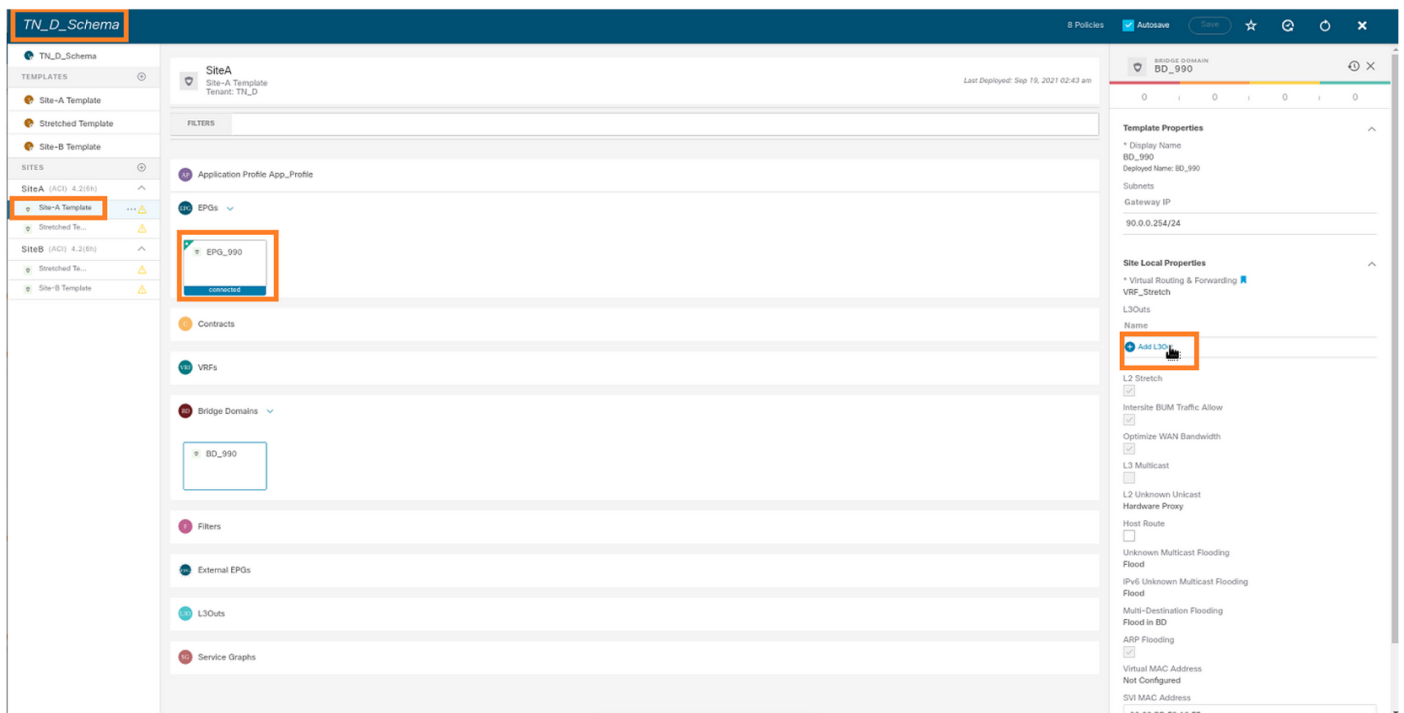 TN_D_Schema
8 Policies
Autosave
Save
TN_D_Schema
TEMPLATES
Site-A Template
Stretched Template
Site-B Template
SITES
SiteA (ACI) 4.2(6h)
Site-A Template
Stretched Te...
SiteB (ACI) 4.2(6h)
Stretched Te...
Site-B Template
SiteA
Site-A Template
Tenant: TN_D
Last Deployed: Sep 19, 2021 02:43 am
FILTERS
AP Application Profile App_Profile
EPG EPGs
EPG_990
connected
C Contracts
VRF VRFs
BD Bridge Domains
BD_990
F Filters
External EPGs
L3O L3Outs
SG Service Graphs
BRIDGE DOMAIN
BD_990
0 0 0 0
Template Properties
* Display Name
BD_990
Deployed Name: BD_990
Subnets
Gateway IP
90.0.0.254/24
Site Local Properties
* Virtual Routing & Forwarding
VRF_Stretch
L3Outs
Name
Add
L2 Stretch
Intersite BUM Traffic Allow
Optimize WAN Bandwidth
L3 Multicast
L2 Unknown Unicast
Hardware Proxy
Host Route
Unknown Multicast Flooding
Flood
IPv6 Unknown Multicast Flooding
Flood
Multi-Destination Flooding
Flood in BD
ARP Flooding
Virtual MAC Address
Not Configured
SVI MAC Address